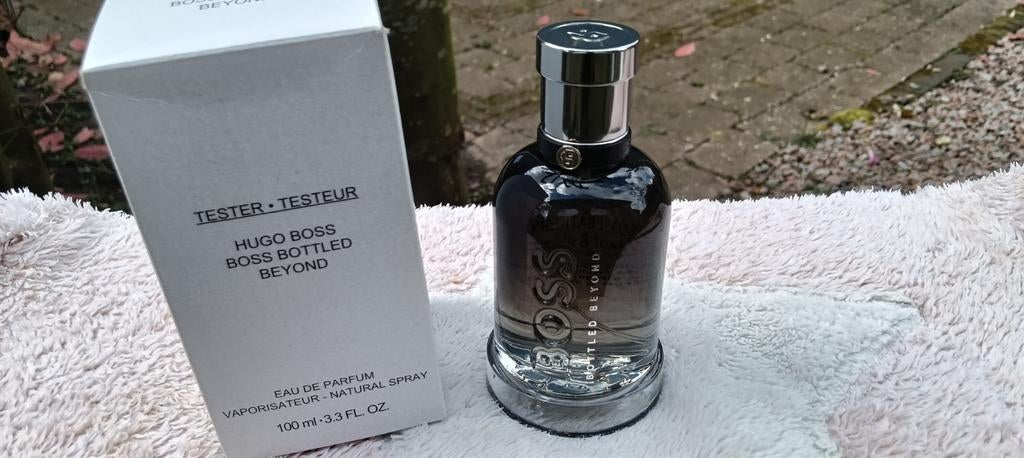 BEYOND
TESTER • TESTEUR
HUGO BOSS
BOSS BOTTLED
BEYOND
EAU DE PARFUM
VAPORISATEUR - NATURAL SPRAY
100 ml • 3.3 FL. OZ.
BOSS
BOTTLED BEYOND